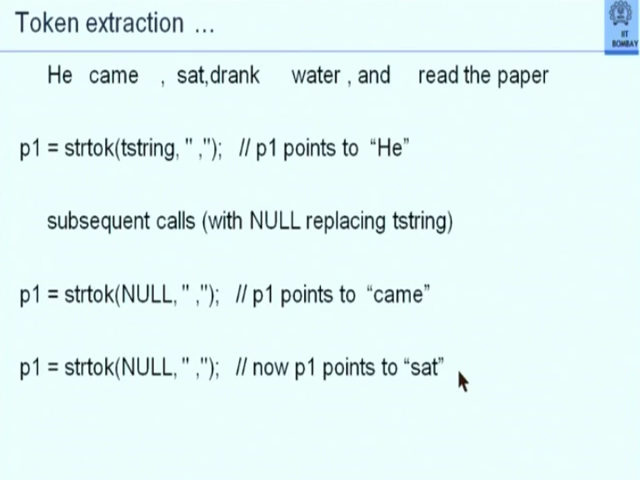 Token extraction ...
IIT
BOMBAY
He came , sat,drank water , and read the paper
p1 = strtok(tstring, " ,"); // p1 points to “He”
subsequent calls (with NULL replacing tstring)
p1 = strtok(NULL, " ,"); // p1 points to “came”
p1 = strtok(NULL, " ,"); // now p1 points to “sat”